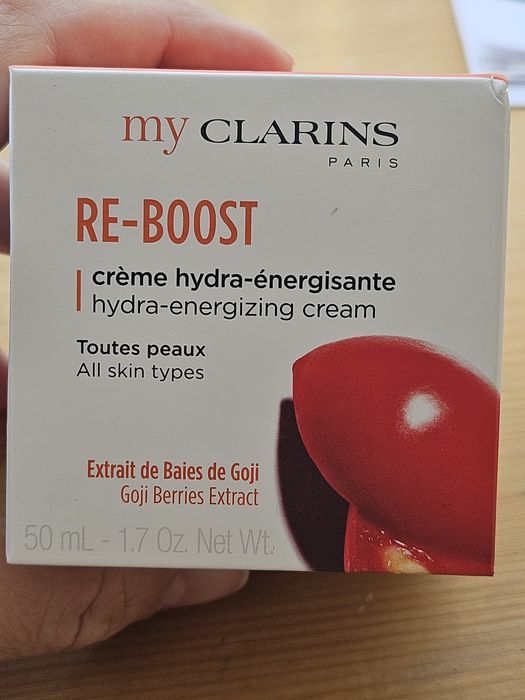 my CLARINS
PARIS
RE-BOOST
crème hydra-énergisante
hydra-energizing cream
Toutes peaux
All skin types
Extrait de Baies de Goji
Goji Berries Extract
50 mL - 1.7 Oz. Net Wt.